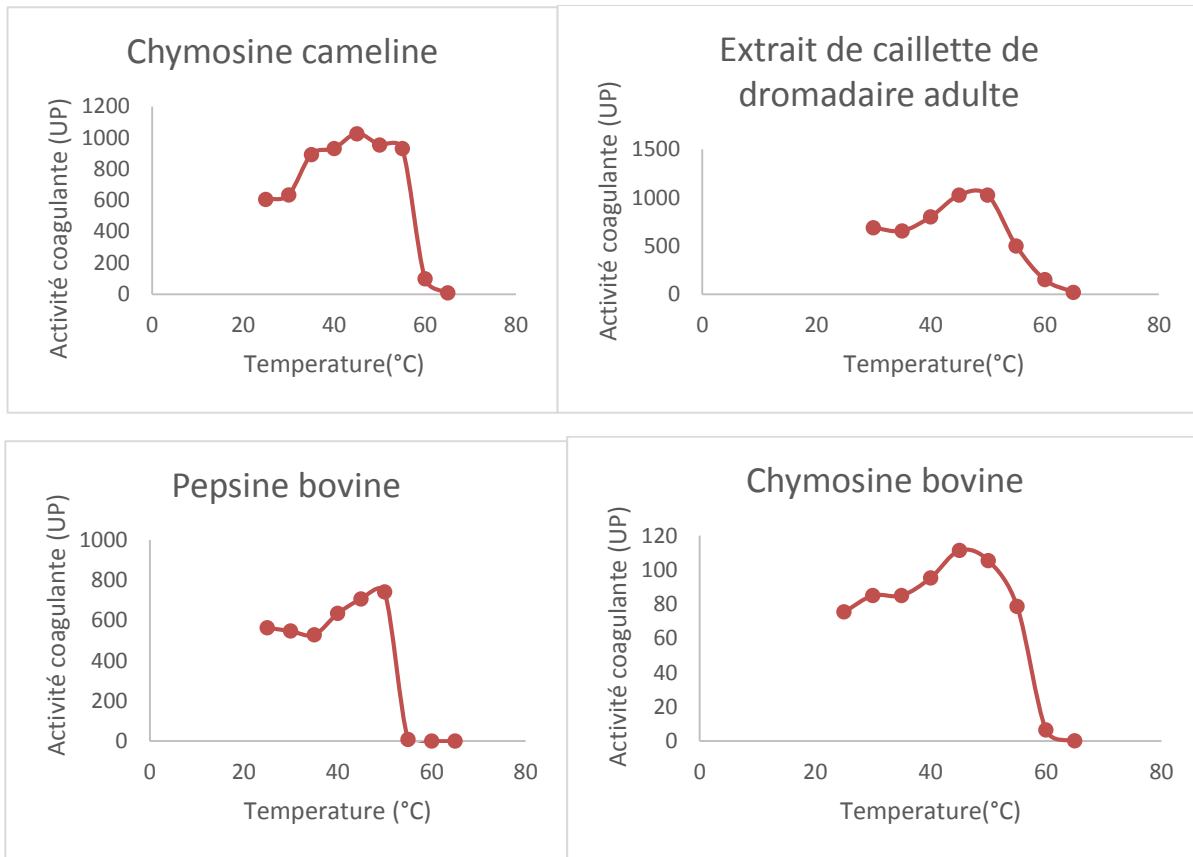 Chymosine cameline
Activité coagulante (UP)
1200
1000
800
600
400
200
0
0 20 40 60 80
Temperature(°C)
Extrait de caillette de
dromadaire adulte
Activité coagulante (UP)
1500
1000
500
0
0 20 40 60 80
Temperature(°C)
Pepsine bovine
Activité coagulante (UP)
1000
800
600
400
200
0
0 20 40 60 80
Temperature (°C)
Chymosine bovine
Activité coagulante (UP)
120
100
80
60
40
20
0
0 20 40 60 80
Temperature(°C)